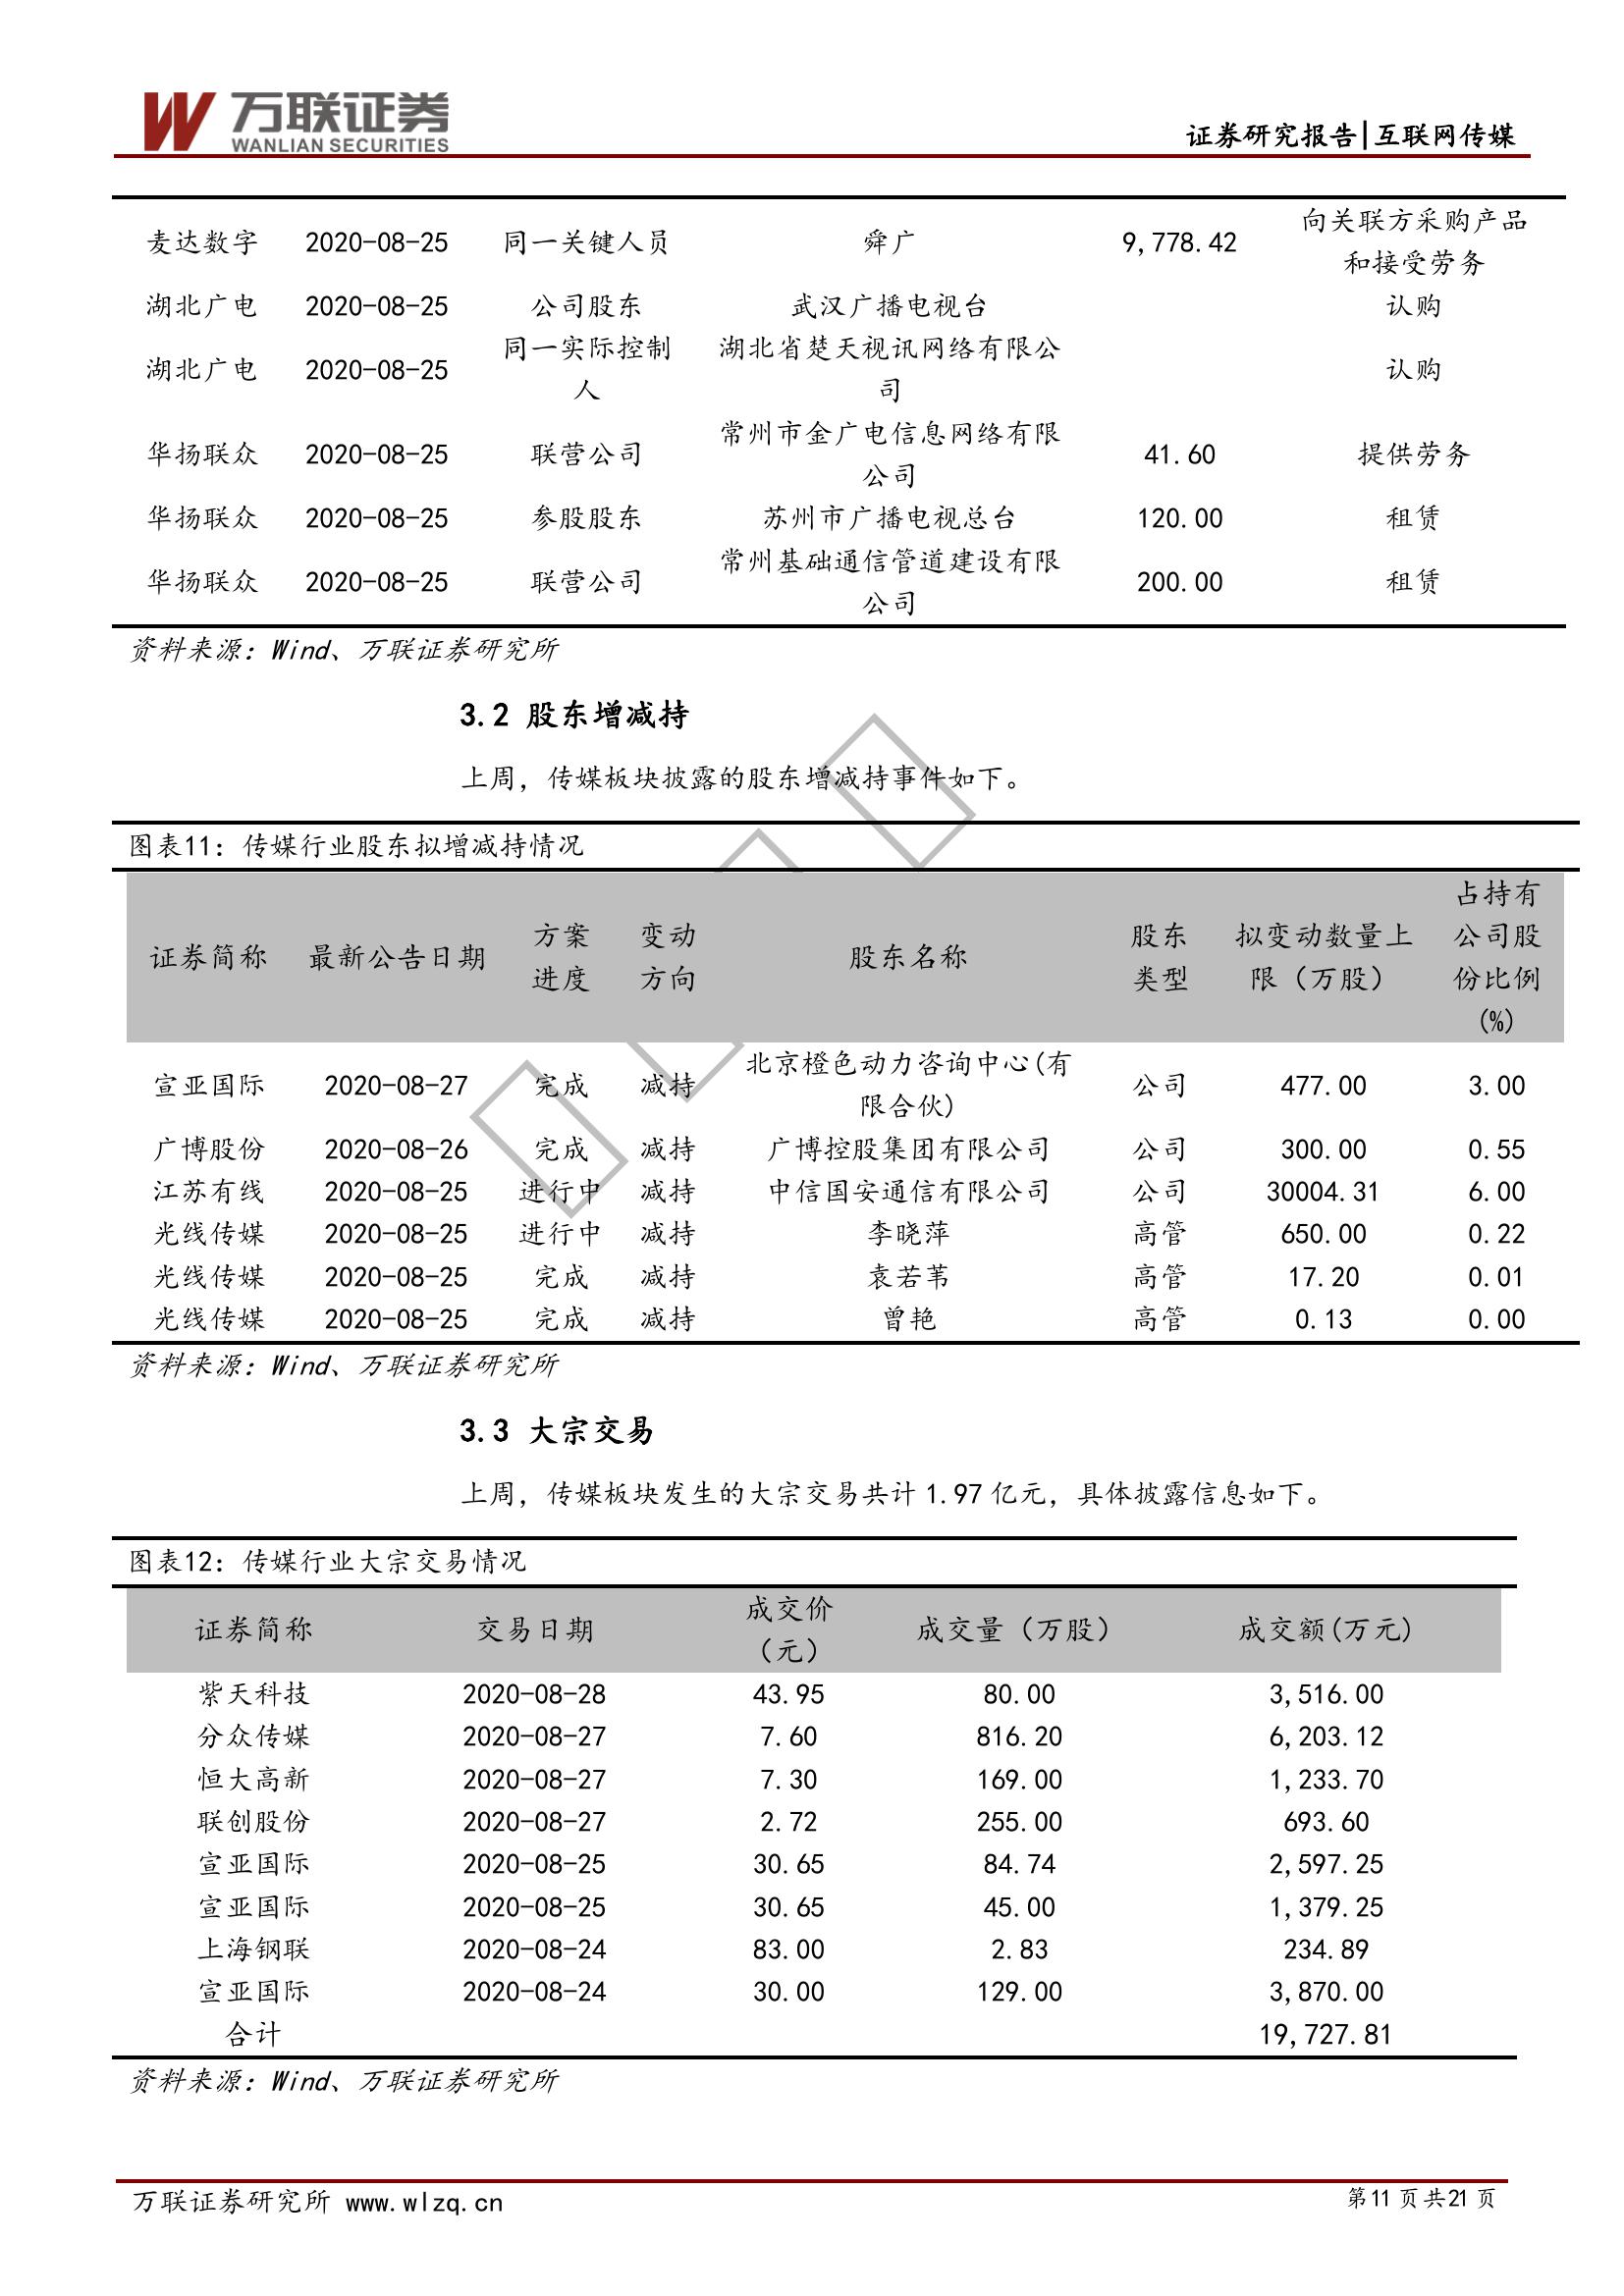 万联证券
WANLIAN SECURITIES
证券研究报告|互联网传媒
麦达数字 2020-08-25 同一关键人员 舜广 9,778.42 向关联方采购产品
和接受劳务
湖北广电 2020-08-25 公司股东 武汉广播电视台 认购
湖北广电 2020-08-25 同一实际控制
人 湖北省楚天视讯网络有限公
司 认购
华扬联众 2020-08-25 联营公司 常州市金广电信息网络有限
公司 41.60 提供劳务
华扬联众 2020-08-25 参股股东 苏州市广播电视总台 120.00 租赁
华扬联众 2020-08-25 联营公司 常州基础通信管道建设有限
公司 200.00 租赁
资料来源：Wind、万联证券研究所
3.2 股东增减持
上周，传媒板块披露的股东增减持事件如下。
图表11：传媒行业股东拟增减持情况
证券简称 最新公告日期 方案
进度 变动
方向 股东名称 股东
类型 拟变动数量上
限（万股） 占持有
公司股
份比例
(%)
宣亚国际 2020-08-27 完成 减持 北京橙色动力咨询中心(有
限合伙) 公司 477.00 3.00
广博股份 2020-08-26 完成 减持 广博控股集团有限公司 公司 300.00 0.55
江苏有线 2020-08-25 进行中 减持 中信国安通信有限公司 公司 30004.31 6.00
光线传媒 2020-08-25 进行中 减持 李晓萍 高管 650.00 0.22
光线传媒 2020-08-25 完成 减持 袁若苇 高管 17.20 0.01
光线传媒 2020-08-25 完成 减持 曾艳 高管 0.13 0.00
资料来源：Wind、万联证券研究所
3.3 大宗交易
上周，传媒板块发生的大宗交易共计 1.97 亿元，具体披露信息如下。
图表12：传媒行业大宗交易情况
证券简称 交易日期 成交价
（元） 成交量（万股） 成交额(万元)
紫天科技 2020-08-28 43.95 80.00 3,516.00
分众传媒 2020-08-27 7.60 816.20 6,203.12
恒大高新 2020-08-27 7.30 169.00 1,233.70
联创股份 2020-08-27 2.72 255.00 693.60
宣亚国际 2020-08-25 30.65 84.74 2,597.25
宣亚国际 2020-08-25 30.65 45.00 1,379.25
上海钢联 2020-08-24 83.00 2.83 234.89
宣亚国际 2020-08-24 30.00 129.00 3,870.00
合计 19,727.81
资料来源：Wind、万联证券研究所
万联证券研究所 www.wlzq.cn
第11 页 共21 页